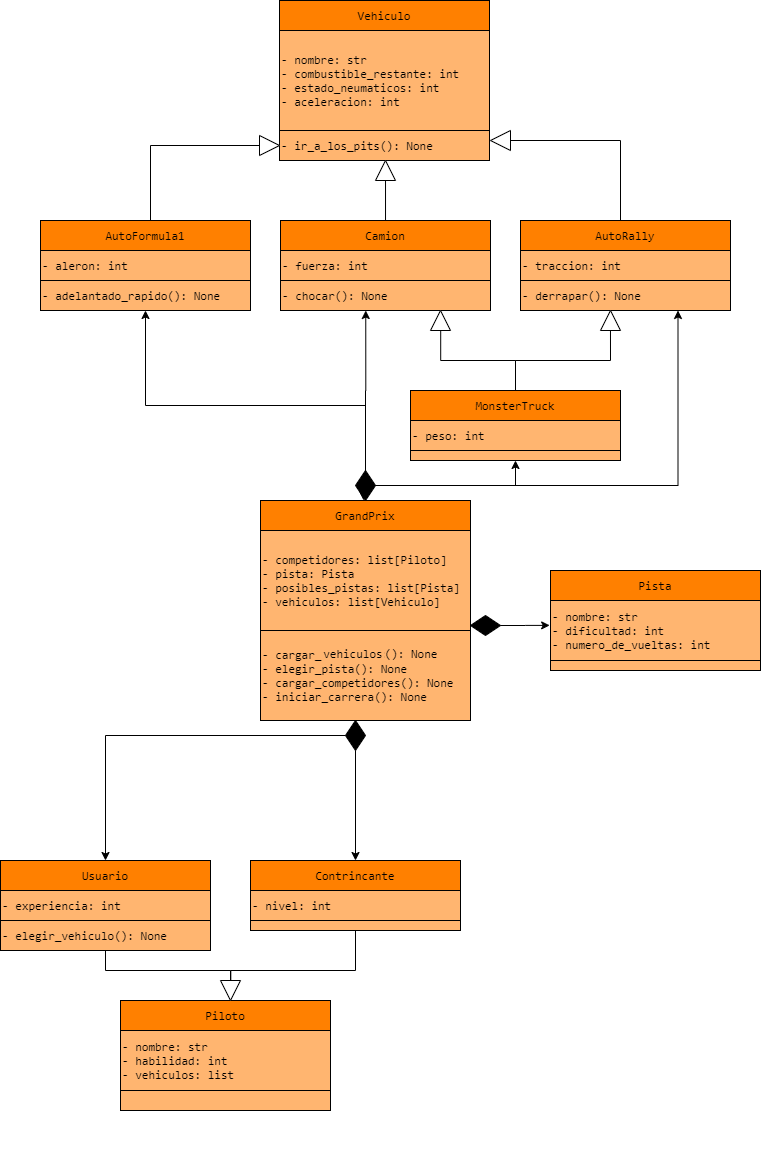 Vehiculo
- nombre: str
- combustible_restante: int
- estado_neumaticos: int
- aceleracion: int
- ir_a_los_pits(): None
AutoFormula1
- aleron: int
- adelantado_rapido(): None
Camion
- fuerza: int
- chocar(): None
AutoRally
- traccion: int
- derrapar(): None
MonsterTruck
- peso: int
GrandPrix
- competidores: list[Piloto]
- pista: Pista
- posibles_pistas: list[Pista]
- vehiculos: list[Vehiculo]
- cargar_vehiculos(): None
- elegir_pista(): None
- cargar_competidores(): None
- iniciar_carrera(): None
Pista
- nombre: str
- dificultad: int
- numero_de_vueltas: int
Usuario
- experiencia: int
- elegir_vehiculo(): None
Contrincante
- nivel: int
Piloto
- nombre: str
- habilidad: int
- vehiculos: list